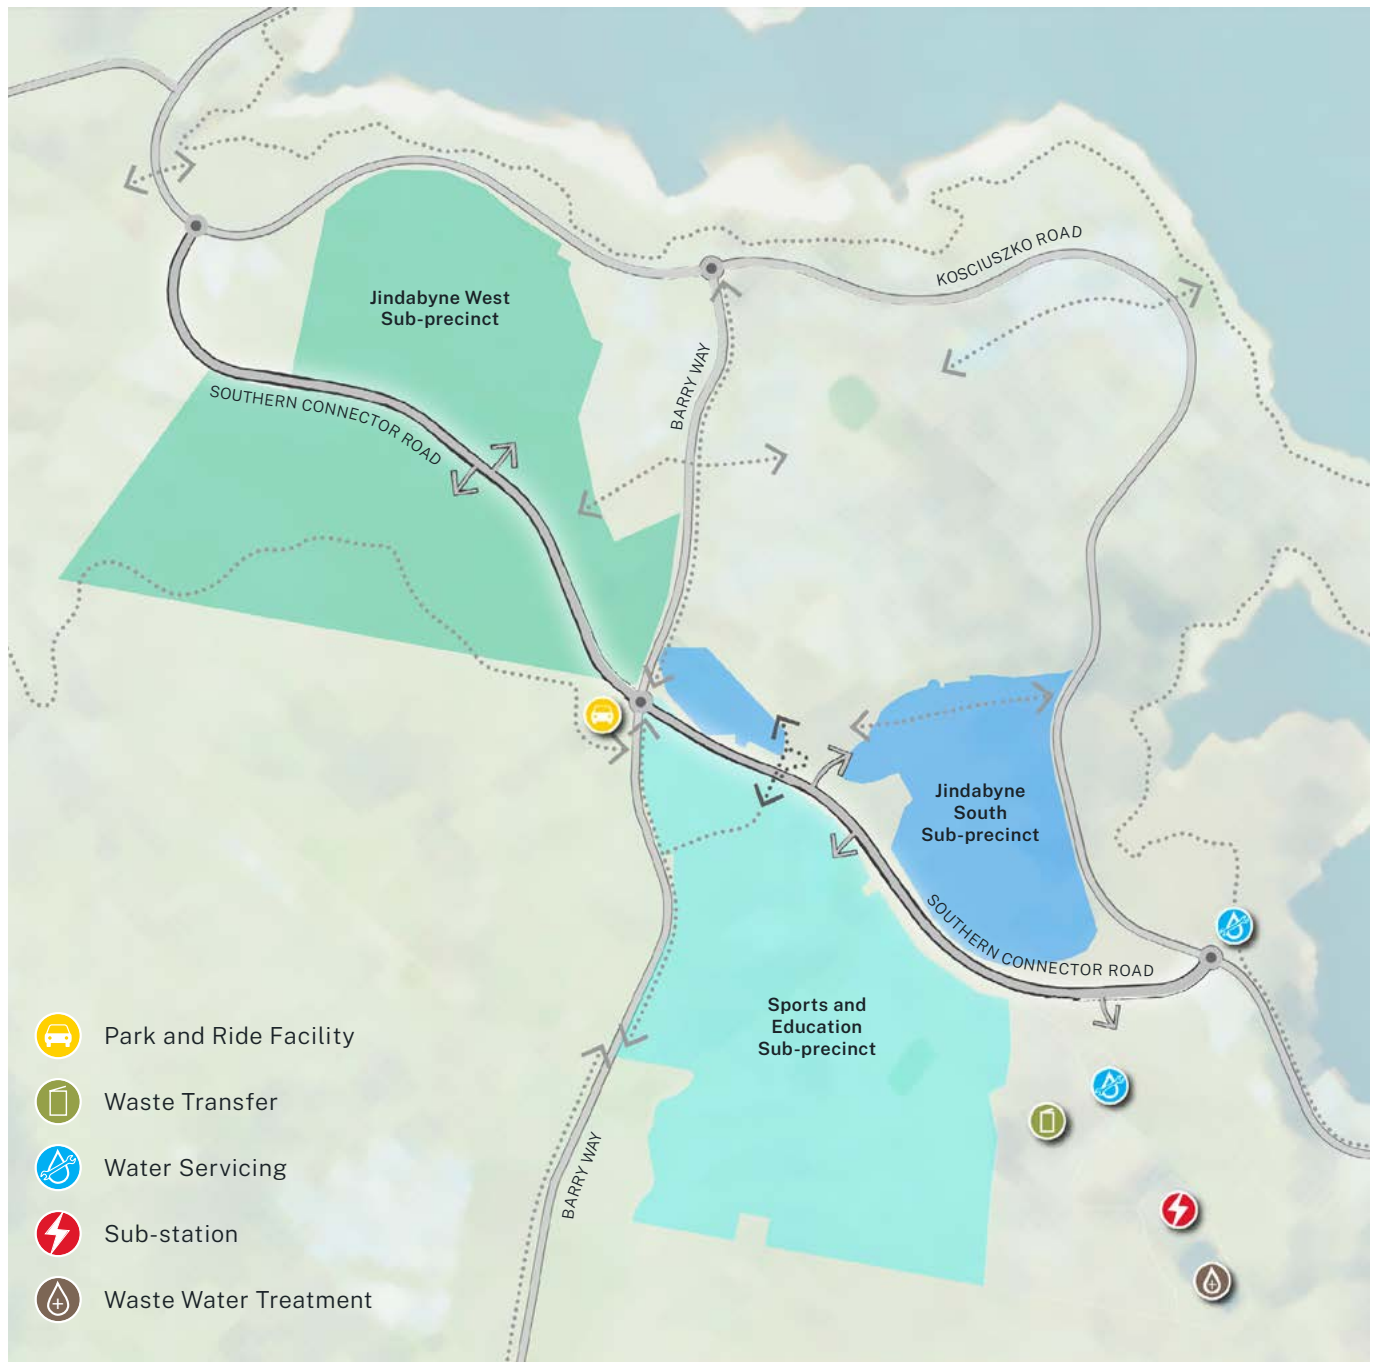 KOSCIUSZKO ROAD
Jindabyne West
Sub-precinct
BARRY WAY
SOUTHERN CONNECTOR ROAD
Jindabyne
South
Sub-precinct
SOUTHERN CONNECTOR ROAD
Sports and
Education
Sub-precinct
BARRY WAY
Park and Ride Facility
Waste Transfer
Water Servicing
Sub-station
Waste Water Treatment